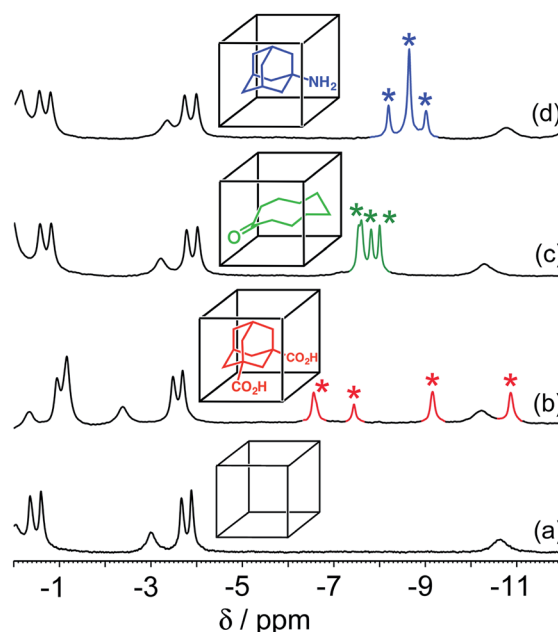 * * *
NH₂
(d)
* * *
O
(c)
* * * *
CO₂H
CO₂H
(b)
(a)
-1 -3 -5 -7 -9 -11
δ / ppm